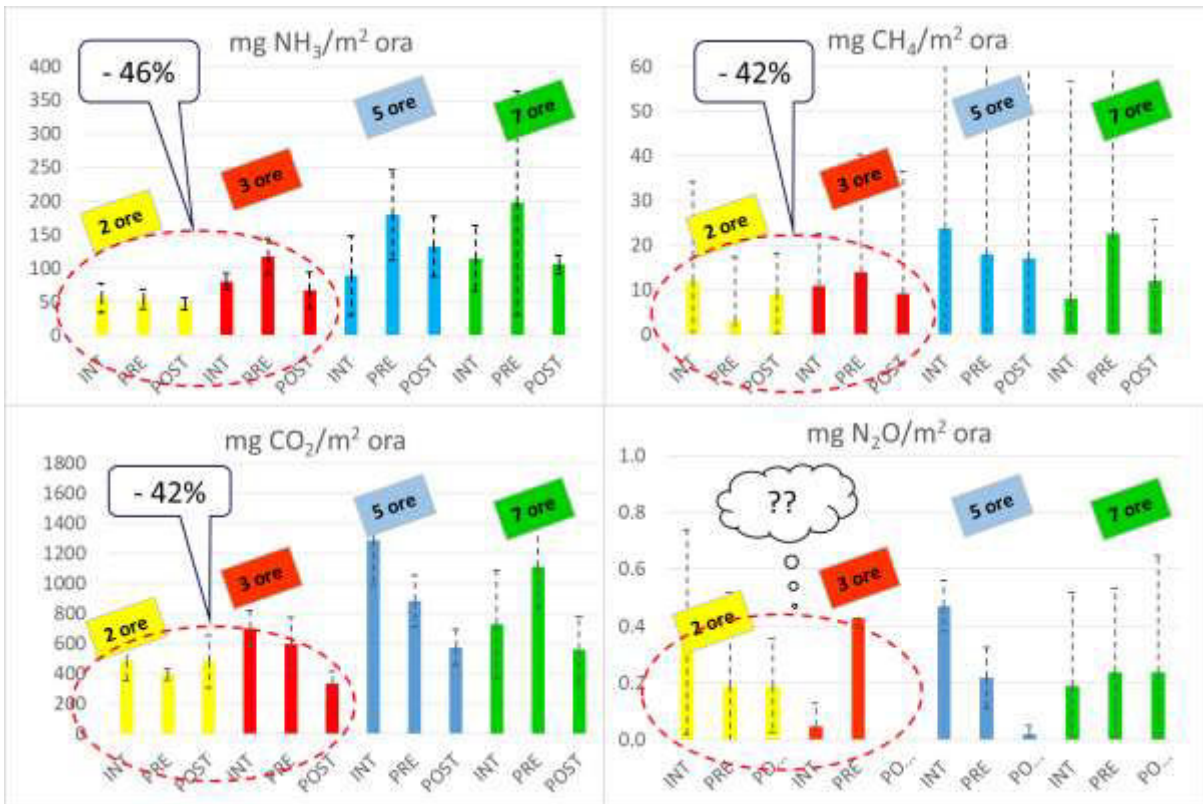 mg NH₃/m² ora
- 46%
400
350
300
250
200
150
100
50
0
2 ore
3 ore
5 ore
7 ore
INT
PRE
POST
INT
PRE
POST
INT
PRE
POST
INT
PRE
POST
mg CH₄/m² ora
- 42%
60
50
40
30
20
10
0
2 ore
3 ore
5 ore
7 ore
INT
PRE
POST
INT
PRE
POST
INT
PRE
POST
INT
PRE
POST
mg CO₂/m² ora
- 42%
1800
1600
1400
1200
1000
800
600
400
200
0
2 ore
3 ore
5 ore
7 ore
INT
PRE
POST
INT
PRE
POST
INT
PRE
POST
INT
PRE
POST
mg N₂O/m² ora
??
1.0
0.8
0.6
0.4
0.2
0.0
2 ore
3 ore
5 ore
7 ore
INT
PRE
PO...
INT
PRE
PO...
INT
PRE
PO...
INT
PRE
PO...